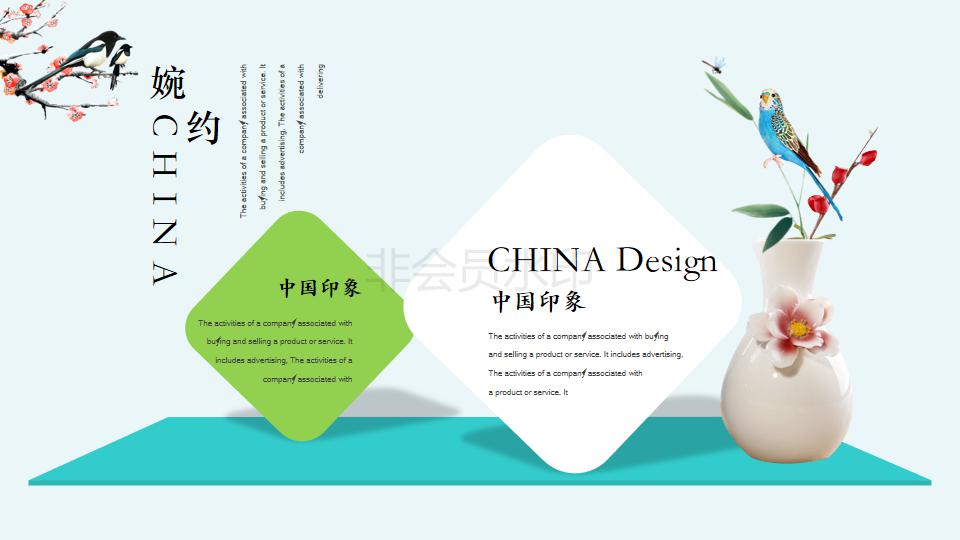 婉约
CHINA
The activities of a company associated with
buying and selling a product or service. It
includes advertising, The activities of a
company associated with
delivering
中国印象
The activities of a company associated with
buying and selling a product or service. It
includes advertising, The activities of a
company associated with
CHINA Design
中国印象
The activities of a company associated with buying
and selling a product or service. It includes advertising,
The activities of a company associated with
a product or service. It
非会员水印